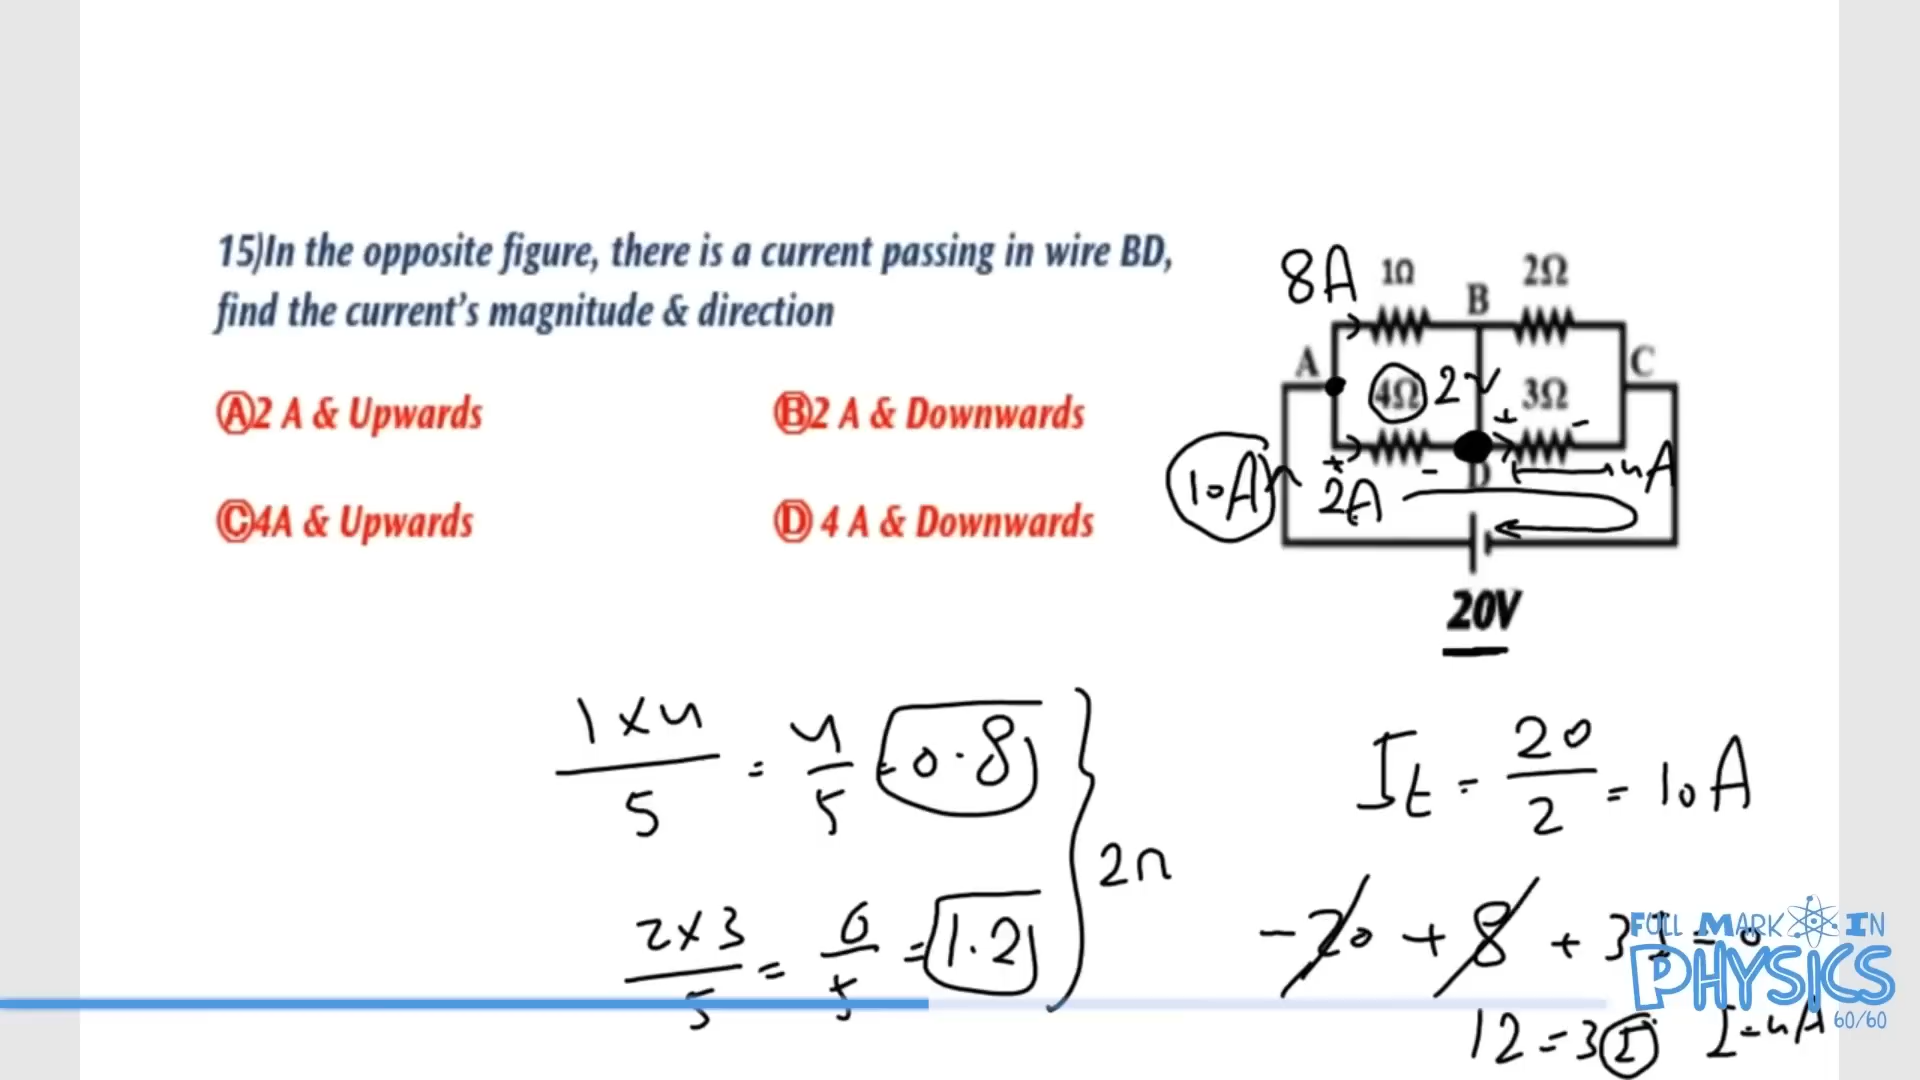 15)In the opposite figure, there is a current passing in wire BD,
find the current's magnitude & direction
Ⓐ2 A & Upwards
Ⓑ2 A & Downwards
Ⓒ4A & Upwards
Ⓓ 4 A & Downwards
8A 1Ω B 2Ω
A 4Ω 2 3Ω C
+ -
10A + 2A - D 4A
20V
1×4/5 = 4/5 = 0.8
2×3/5 = 6/5 = 1.2
2Ω
It = 20/2 = 10A
-20 + 8 + 3I = 0
12 = 3I I = 4A
FULL MARK IN
PHYSICS
60/60